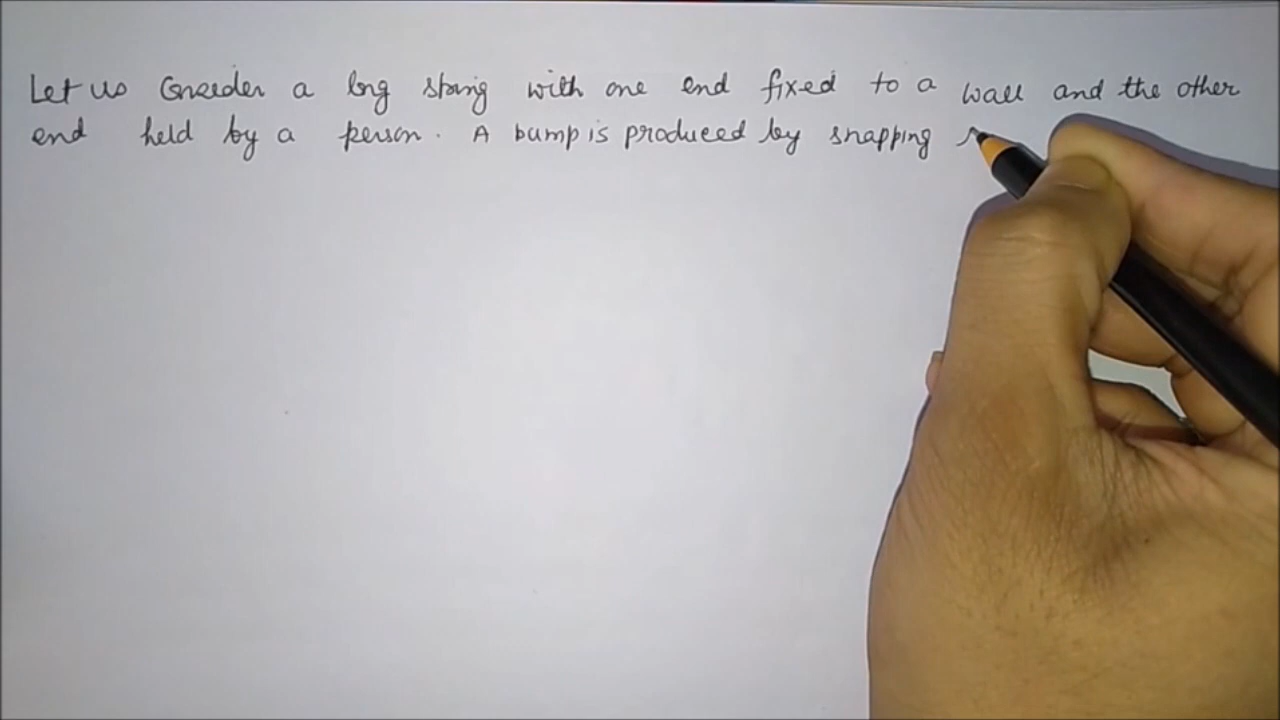 Let us Consider a long string with one end fixed to a wall and the other
end held by a person. A bump is produced by snapping